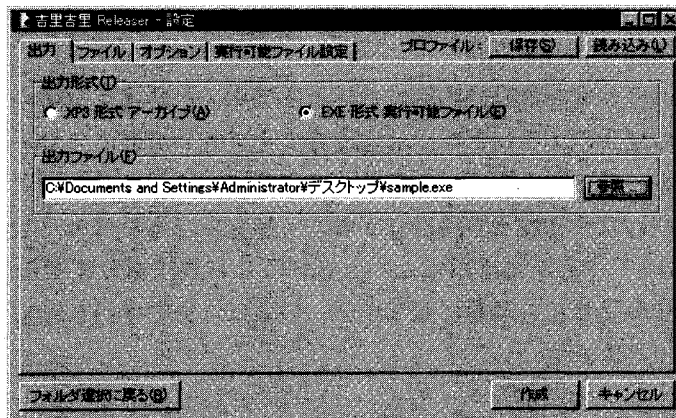 吉里吉里 Releaser - 設定
出力 ファイル オプション 実行可能ファイル設定 プロファイル: 保存(S) 読み込み(L)
出力形式(T)
XP3 形式 アーカイブ(A) EXE 形式 実行可能ファイル(E)
出力ファイル(F)
C:¥Documents and Settings¥Administrator¥デスクトップ¥sample.exe 参照...
フォルダ選択に戻る(B) 作成 キャンセル